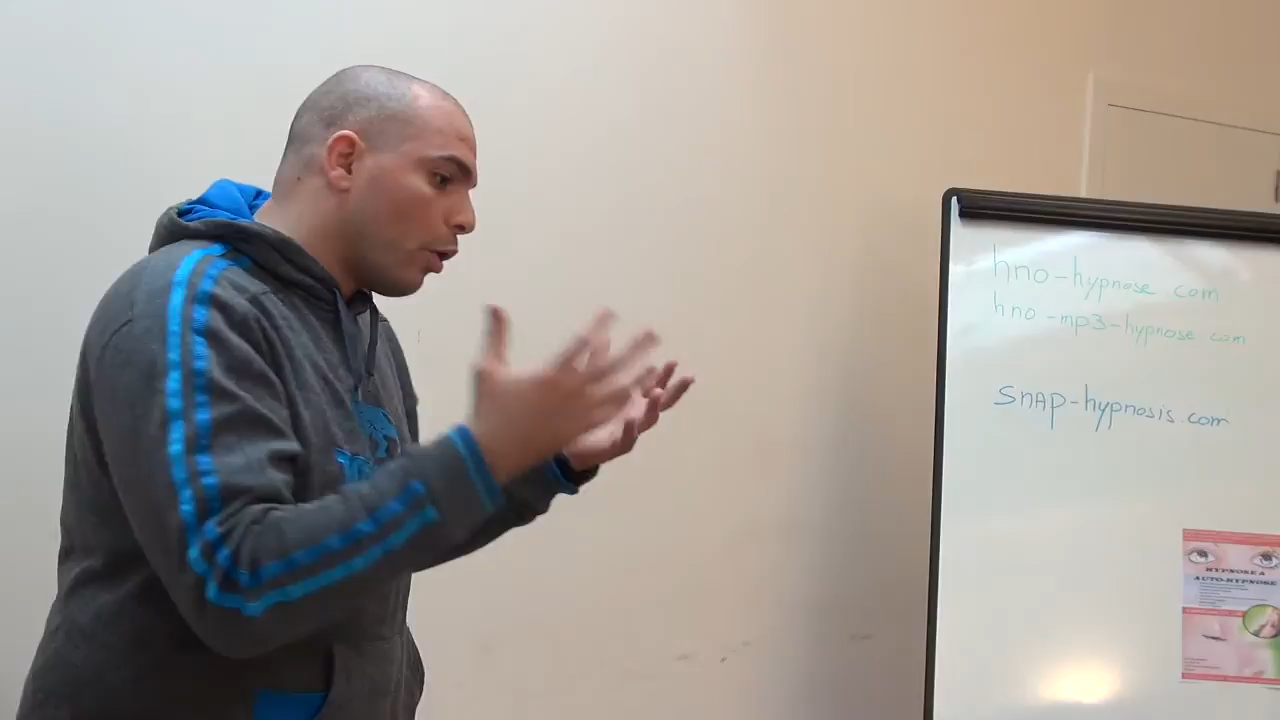 hno-hypnose com
hno-mp3-hypnose com
SNAP-hypnosis.com
HYPNOSE &
AUTO-HYPNOSE